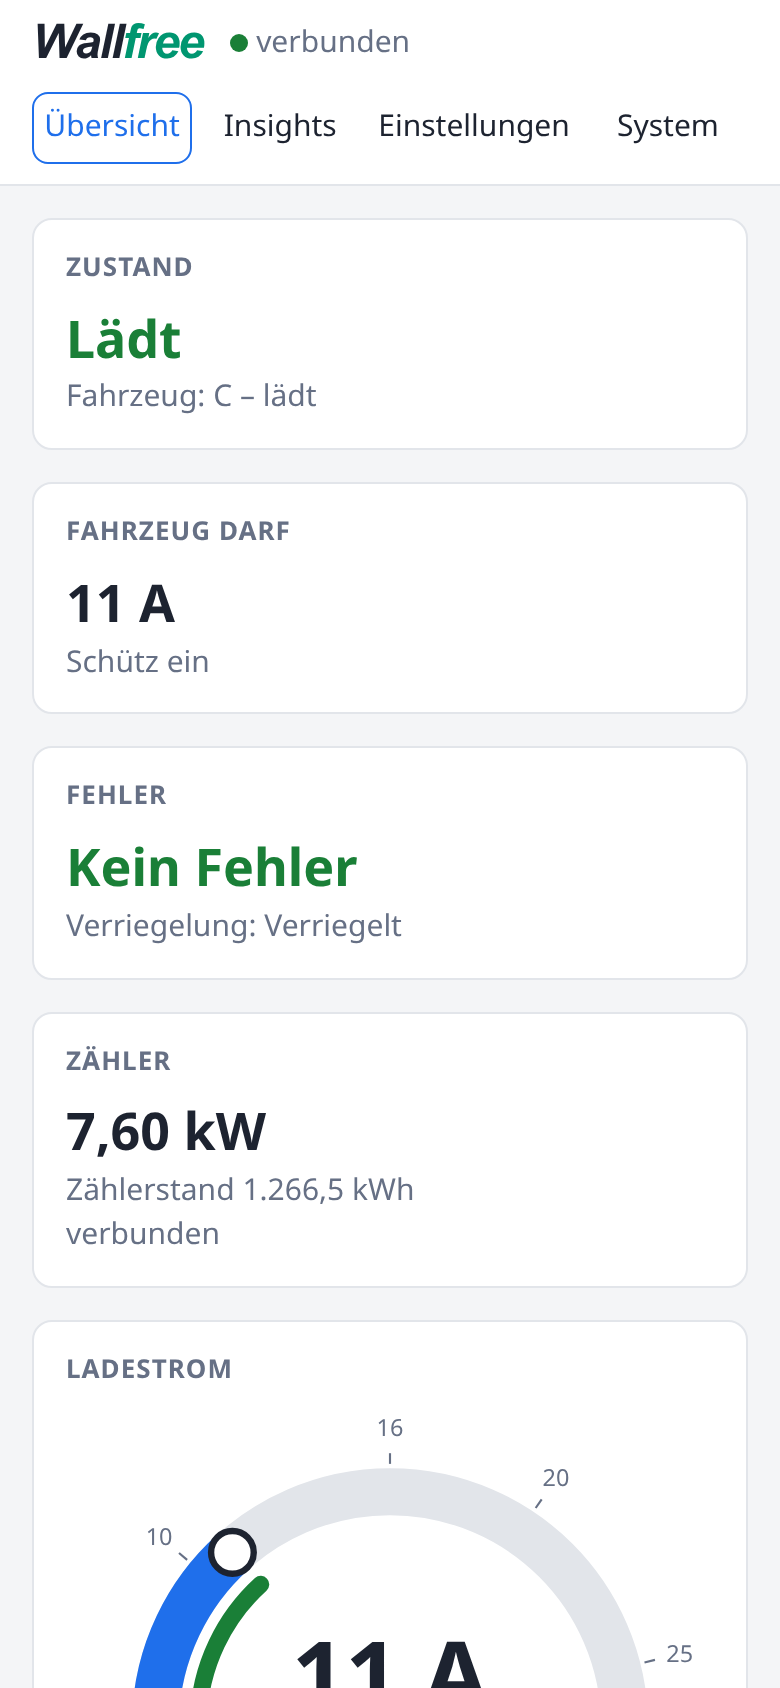 Wallfree verbunden
Übersicht Insights Einstellungen System
ZUSTAND
Lädt
Fahrzeug: C – lädt
FAHRZEUG DARF
11 A
Schütz ein
FEHLER
Kein Fehler
Verriegelung: Verriegelt
ZÄHLER
7,60 kW
Zählerstand 1.266,5 kWh
verbunden
LADESTROM
16
20
10
25
11 A